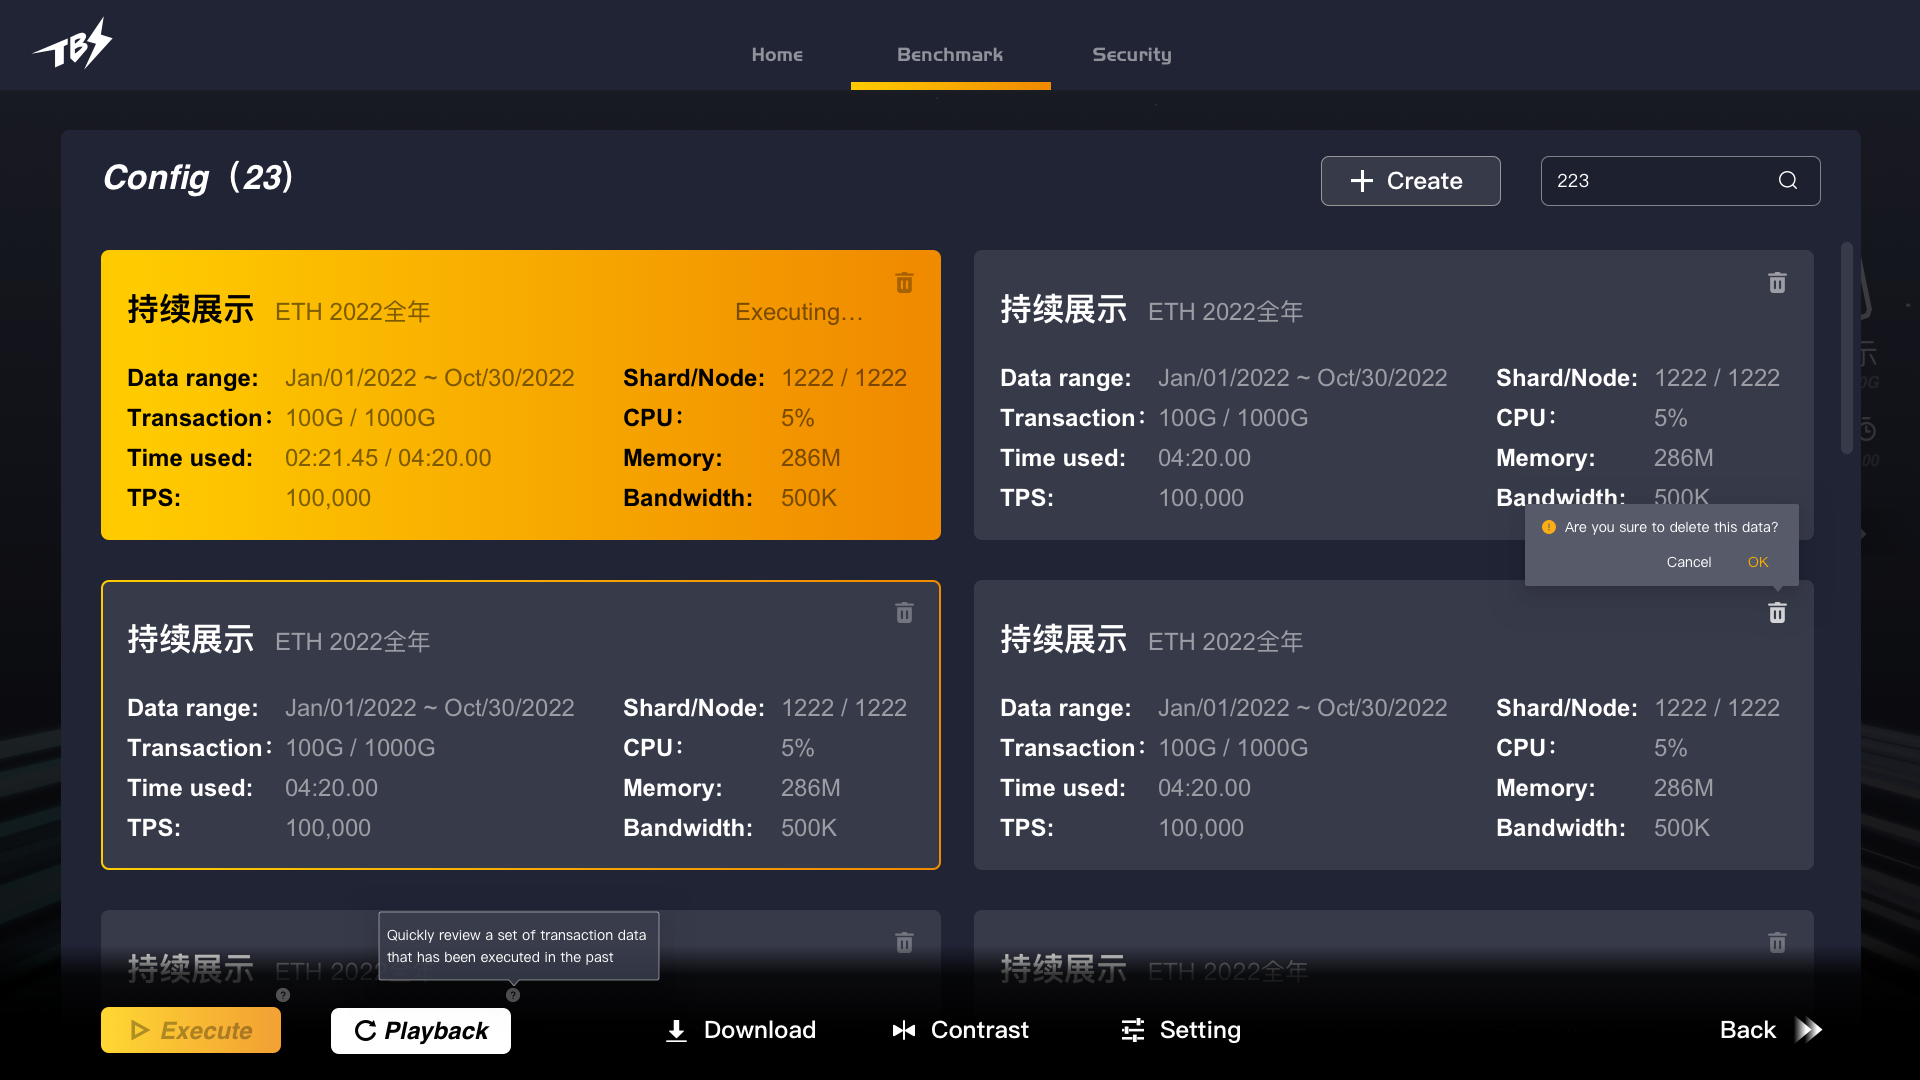 TBS
Home
Benchmark
Security
Config（23）
Create
223
持续展示 ETH 2022全年 Executing...
Data range: Jan/01/2022 ~ Oct/30/2022 Shard/Node: 1222 / 1222
Transaction： 100G / 1000G CPU： 5%
Time used: 02:21.45 / 04:20.00 Memory: 286M
TPS: 100,000 Bandwidth: 500K
持续展示 ETH 2022全年
Data range: Jan/01/2022 ~ Oct/30/2022 Shard/Node: 1222 / 1222
Transaction： 100G / 1000G CPU： 5%
Time used: 04:20.00 Memory: 286M
TPS: 100,000 Bandwidth: 500K
Are you sure to delete this data?
Cancel OK
持续展示 ETH 2022全年
Data range: Jan/01/2022 ~ Oct/30/2022 Shard/Node: 1222 / 1222
Transaction： 100G / 1000G CPU： 5%
Time used: 04:20.00 Memory: 286M
TPS: 100,000 Bandwidth: 500K
持续展示 ETH 2022全年
Data range: Jan/01/2022 ~ Oct/30/2022 Shard/Node: 1222 / 1222
Transaction： 100G / 1000G CPU： 5%
Time used: 04:20.00 Memory: 286M
TPS: 100,000 Bandwidth: 500K
Quickly review a set of transaction data
that has been executed in the past
持续展示 ETH 2022全年
持续展示 ETH 2022全年
Execute
Playback
Download
Contrast
Setting
Back